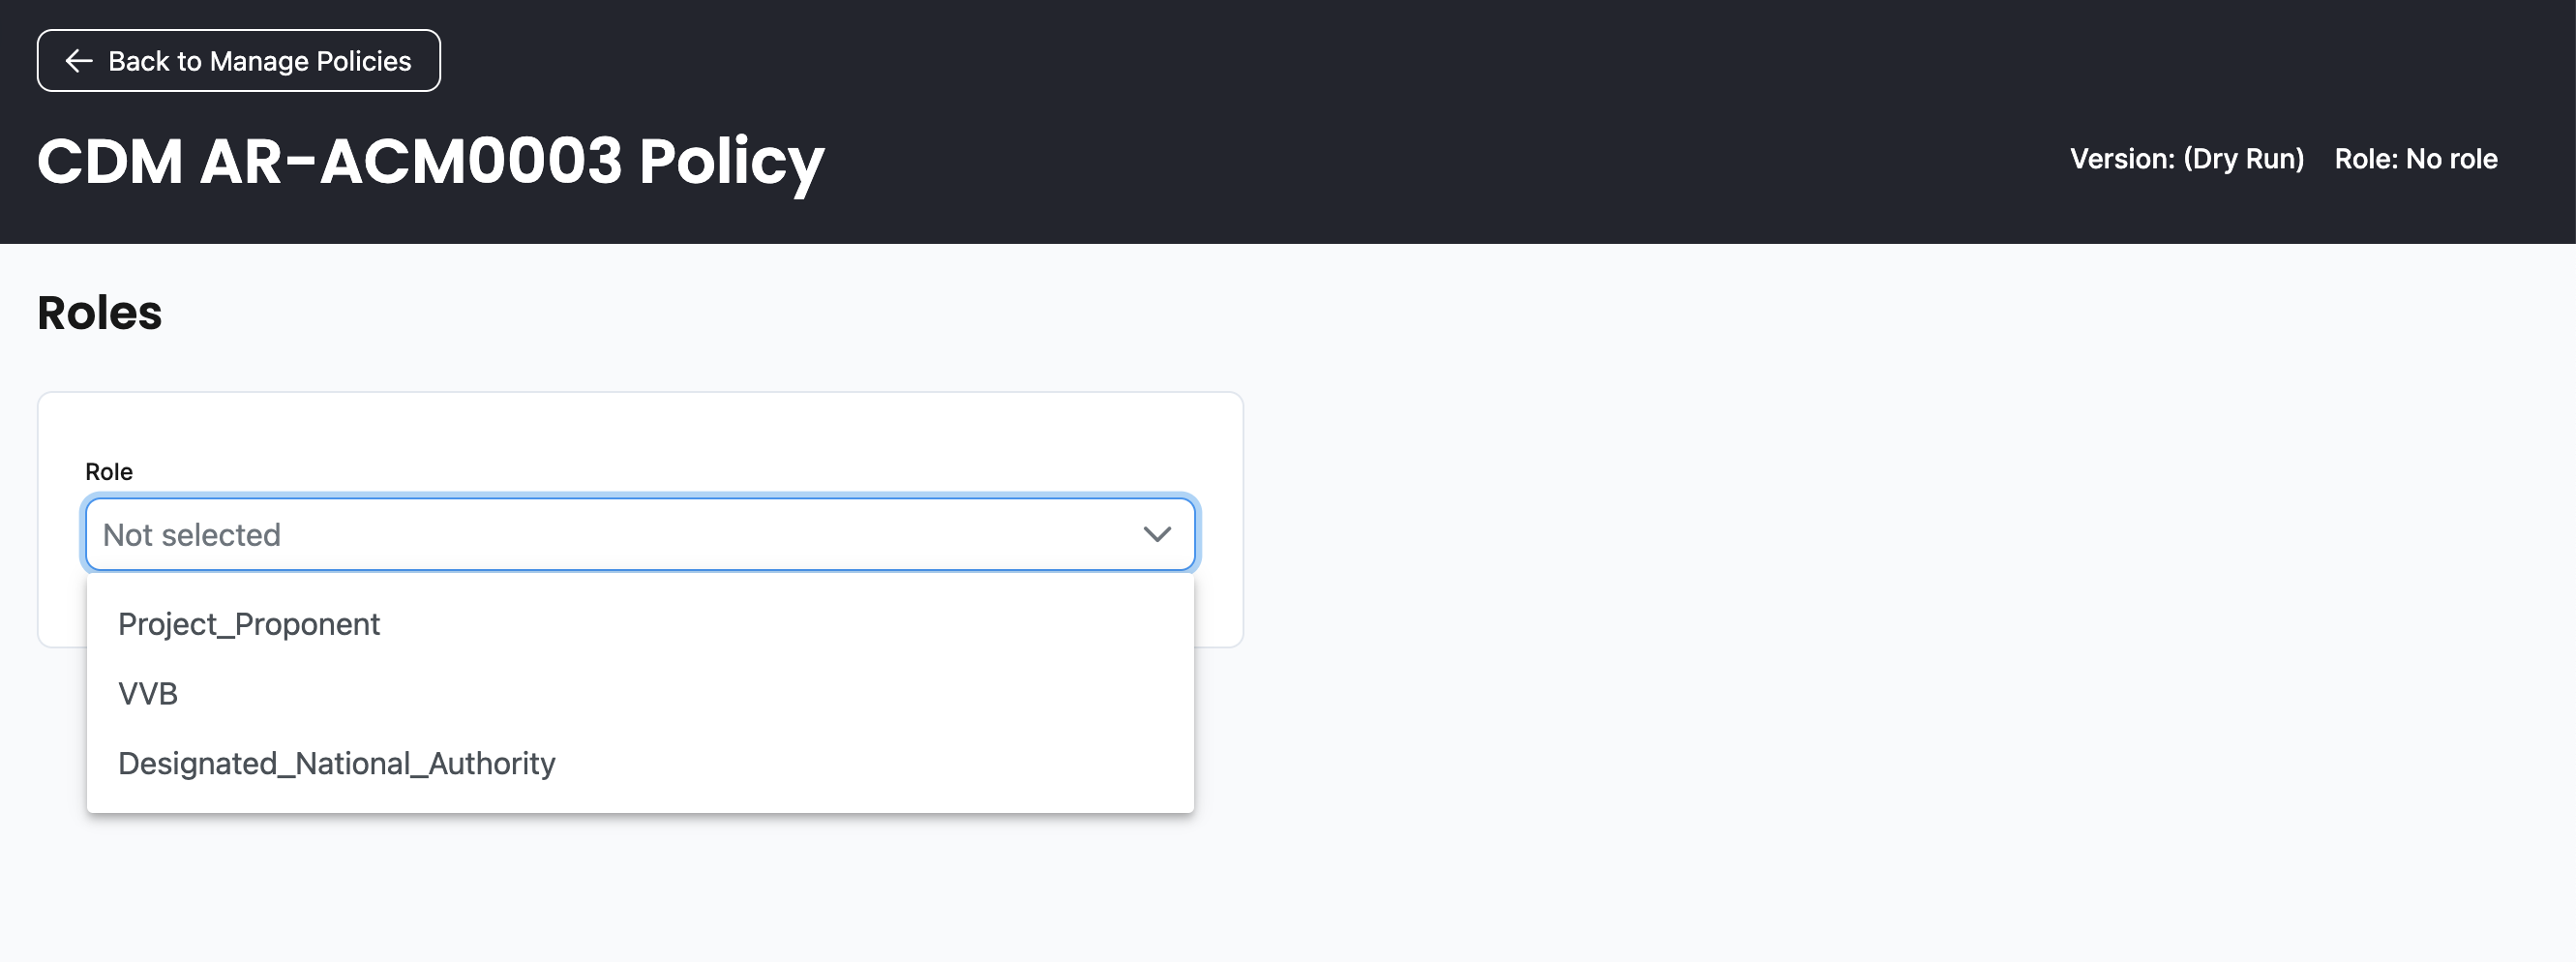 Back to Manage Policies
CDM AR-ACM0003 Policy
Version: (Dry Run) Role: No role
Roles
Role
Not selected
Project_Proponent
VVB
Designated_National_Authority